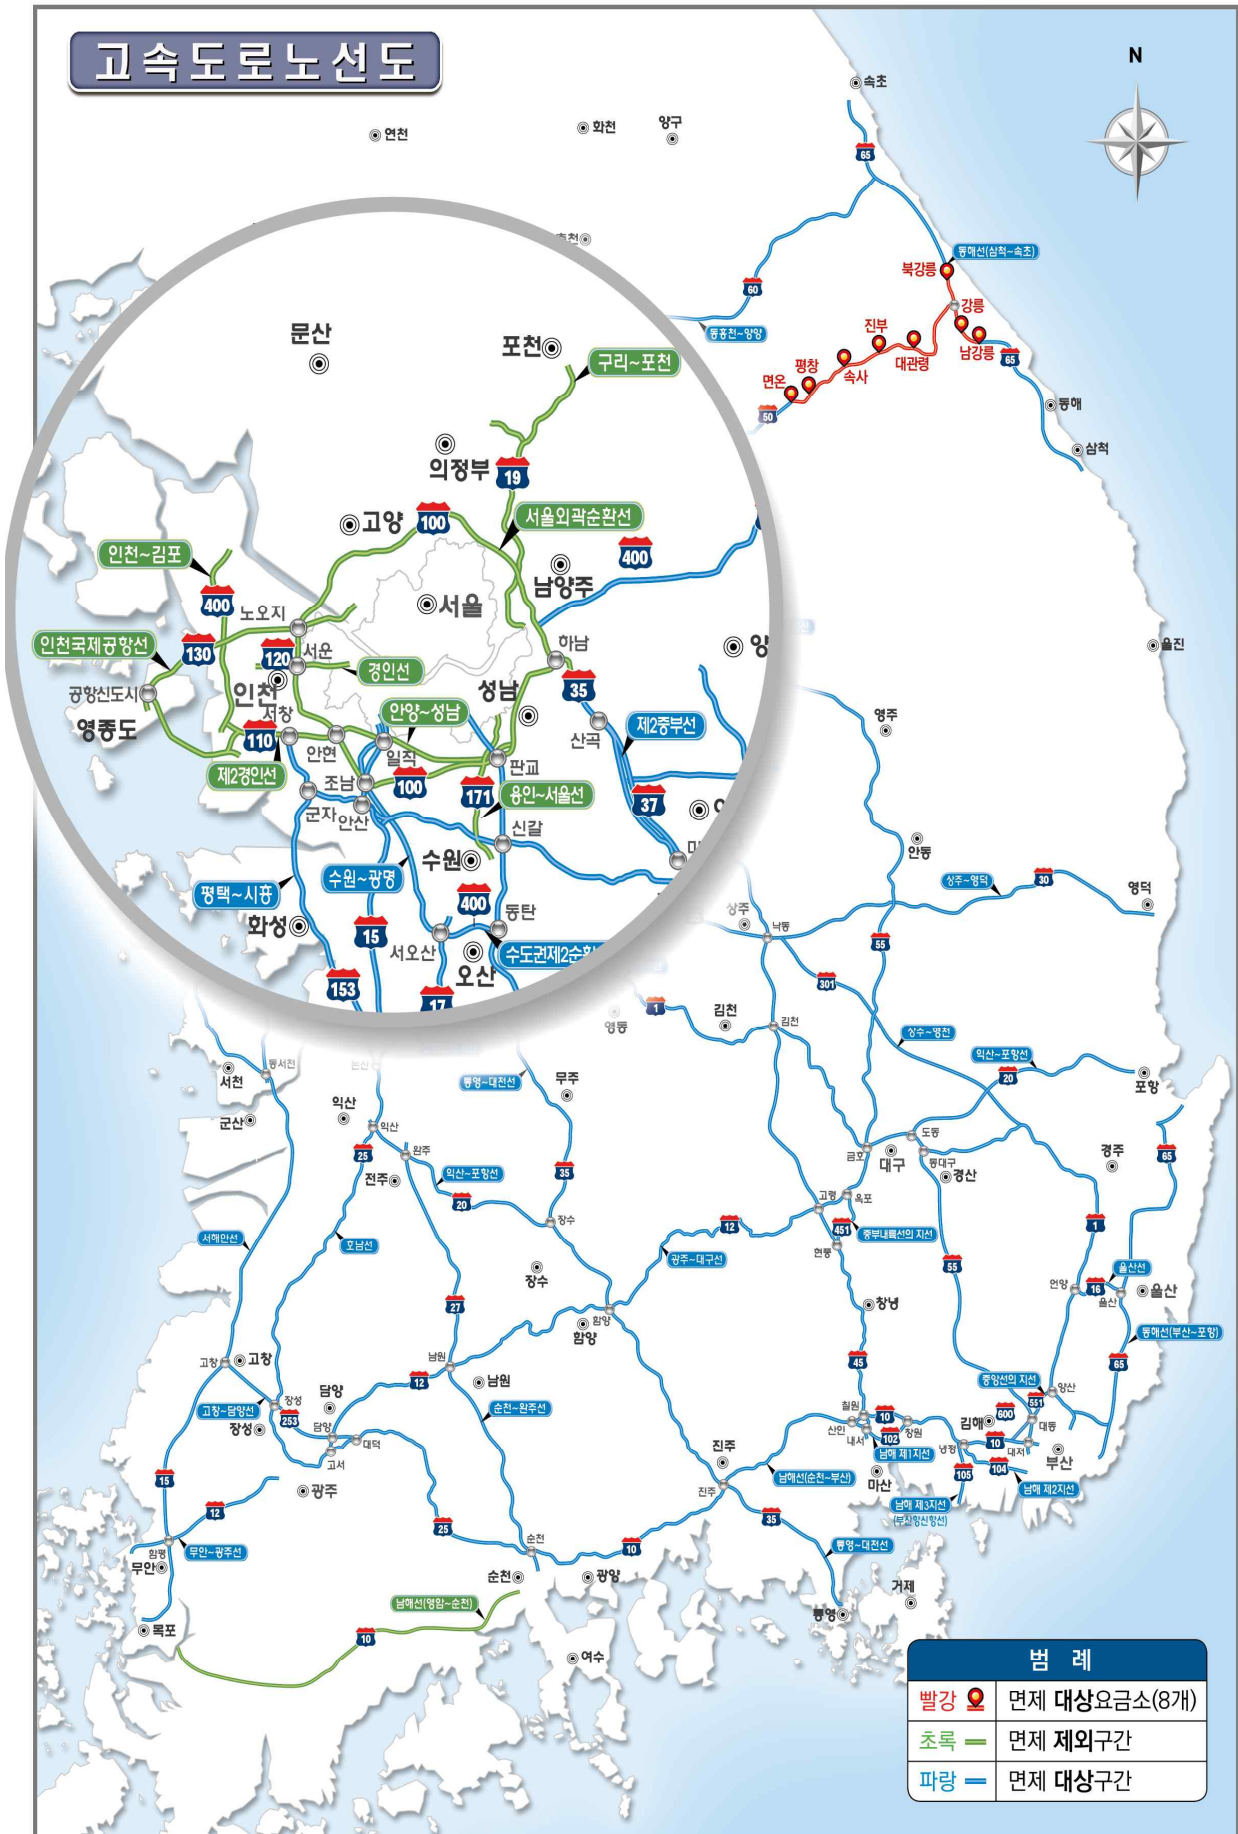 고속도로노선도
N
속초
연천
화천
양구
65
동해선(삼척~속초)
북강릉
60
동홍천~양양
강릉
진부
남강릉
65
대관령
평창
속사
면온
50
동해
삼척
문산
포천
구리~포천
의정부
19
고양
100
서울외곽순환선
인천~김포
400
남양주
400
노오지
서울
인천국제공항선
130
120
서운
경인선
하남
인천
공항신도시
성남
35
양
울진
영종도
서창
안양~성남
산곡
제2중부선
110
안현
일직
판교
제2경인선
조남
100
171
용인~서울선
37
군자
안산
신갈
수원
평택~시흥
수원~광명
화성
400
동탄
15
서오산
오산
153
17
영주
안동
상주~영덕
30
영덕
상주
낙동
55
301
1
영동
김천
김천
상수~영천
익산~포항선
20
포항
서천
동서천
통영~대전선
무주
군산
익산
익산
25
완주
전주
익산~포항선
20
35
장수
도동
금호
대구
동대구
경산
경주
65
고령
옥포
12
451
중부내륙선의 지선
현풍
1
서해안선
호남선
광주~대구선
장수
55
울산선
언양
16
울산
울산
27
함양
함양
창녕
동해선(부산~포항)
고창
고창
남원
12
남원
45
65
중앙선의 지선
양산
551
고창~담양선
장성
담양
장성
253
담양
대덕
고서
순천~완주선
칠원
10
산인
창원
내서
102
김해
600
대동
냉정
10
대저
부산
남해 제1지선
15
광주
12
진주
진주
남해선(순천~부산)
마산
105
104
남해 제2지선
남해 제3지선
(부산항신항선)
25
35
함평
무안
무안~광주선
순천
10
통영~대전선
순천
광양
거제
통영
남해선(영암~순천)
목포
10
여수
범 례
빨강 면제 대상요금소(8개)
초록 면제 제외구간
파랑 면제 대상구간